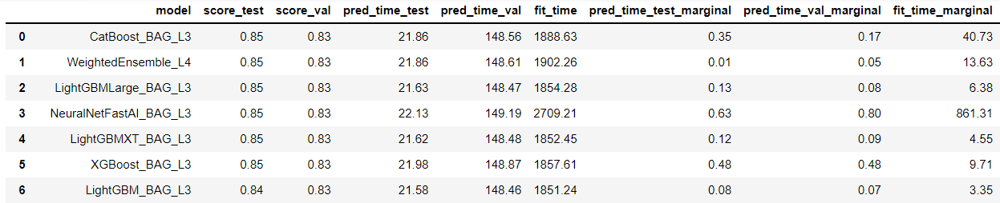 model score_test score_val pred_time_test pred_time_val fit_time pred_time_test_marginal pred_time_val_marginal fit_time_marginal
0 CatBoost_BAG_L3 0.85 0.83 21.86 148.56 1888.63 0.35 0.17 40.73
1 WeightedEnsemble_L4 0.85 0.83 21.86 148.61 1902.26 0.01 0.05 13.63
2 LightGBMLarge_BAG_L3 0.85 0.83 21.63 148.47 1854.28 0.13 0.08 6.38
3 NeuralNetFastAI_BAG_L3 0.85 0.83 22.13 149.19 2709.21 0.63 0.80 861.31
4 LightGBMXT_BAG_L3 0.85 0.83 21.62 148.48 1852.45 0.12 0.09 4.55
5 XGBoost_BAG_L3 0.85 0.83 21.98 148.87 1857.61 0.48 0.48 9.71
6 LightGBM_BAG_L3 0.84 0.83 21.58 148.46 1851.24 0.08 0.07 3.35